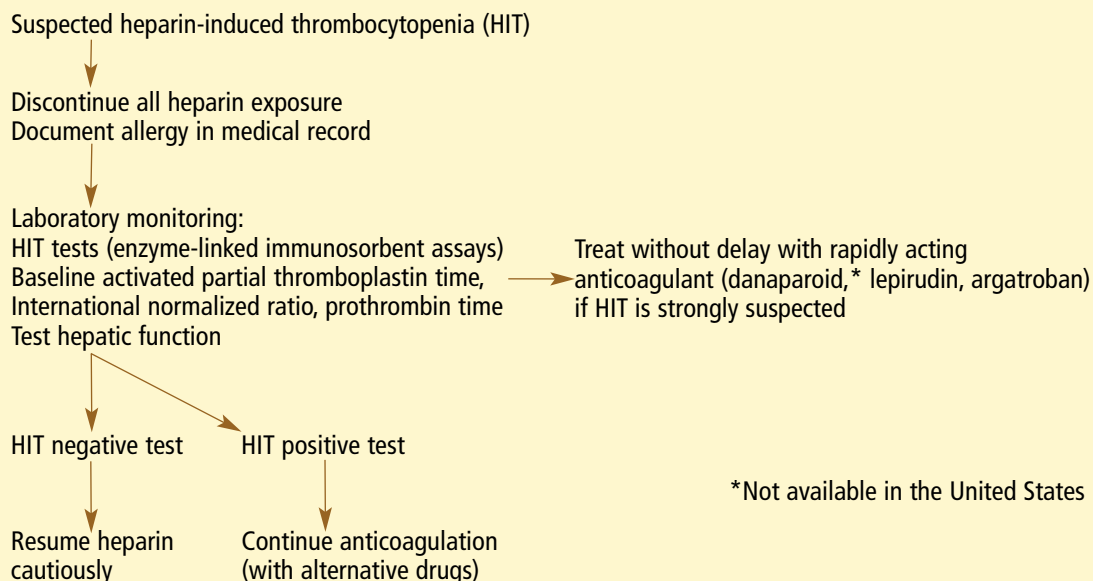 Suspected heparin-induced thrombocytopenia (HIT)
Discontinue all heparin exposure
Document allergy in medical record
Laboratory monitoring:
HIT tests (enzyme-linked immunosorbent assays)
Baseline activated partial thromboplastin time,
International normalized ratio, prothrombin time
Test hepatic function
Treat without delay with rapidly acting
anticoagulant (danaparoid,* lepirudin, argatroban)
if HIT is strongly suspected
HIT negative test
HIT positive test
Resume heparin
cautiously
Continue anticoagulation
(with alternative drugs)
*Not available in the United States